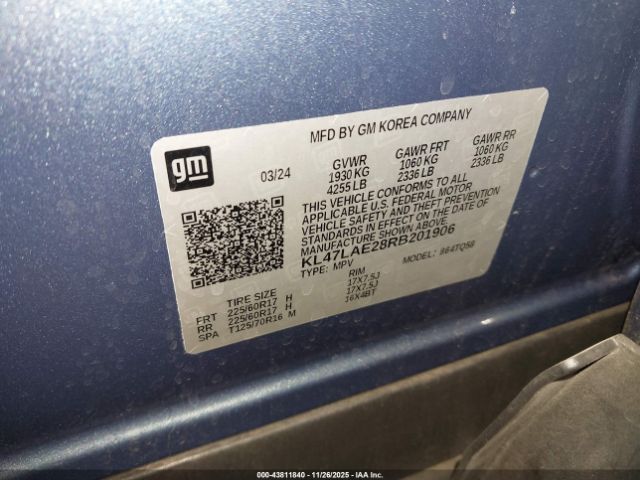 gm
MFD BY GM KOREA COMPANY
03/24
GVWR GAWR FRT GAWR RR
1930 KG 1060 KG 1060 KG
4255 LB 2336 LB 2336 LB
THIS VEHICLE CONFORMS TO ALL
APPLICABLE U.S. FEDERAL MOTOR
VEHICLE SAFETY AND THEFT PREVENTION
STANDARDS IN EFFECT ON THE DATE OF
MANUFACTURE SHOWN ABOVE.
KL47LAE28RB201906
TYPE: MPV MODEL: 864TQ58
TIRE SIZE RIM
FRT 225/60R17 H 17X7.5J
RR 225/60R17 H 17X7.5J
SPA T125/70R16 M 16X4BT
000-43811840 | 11/26/2025 | IAA Inc.